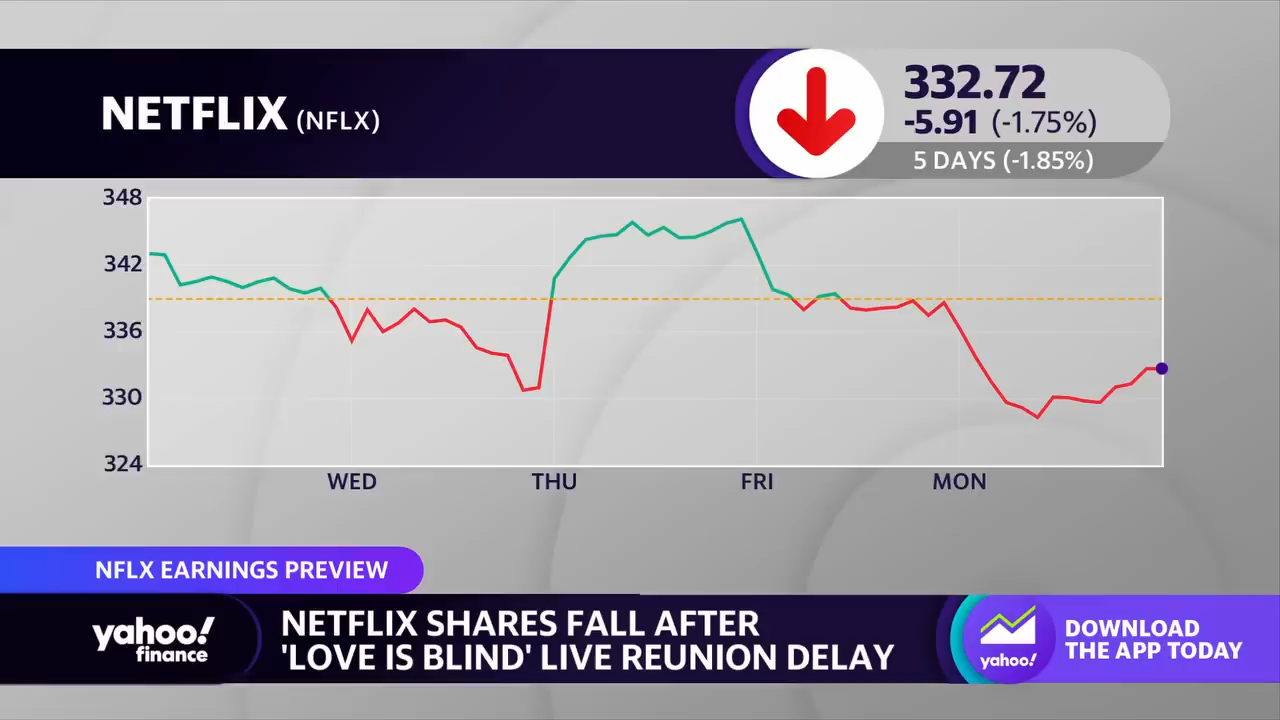 NETFLIX (NFLX)
332.72
-5.91 (-1.75%)
5 DAYS (-1.85%)
348
342
336
330
324
WED THU FRI MON
NFLX EARNINGS PREVIEW
yahoo!
finance
NETFLIX SHARES FALL AFTER
'LOVE IS BLIND' LIVE REUNION DELAY
yahoo!
DOWNLOAD
THE APP TODAY